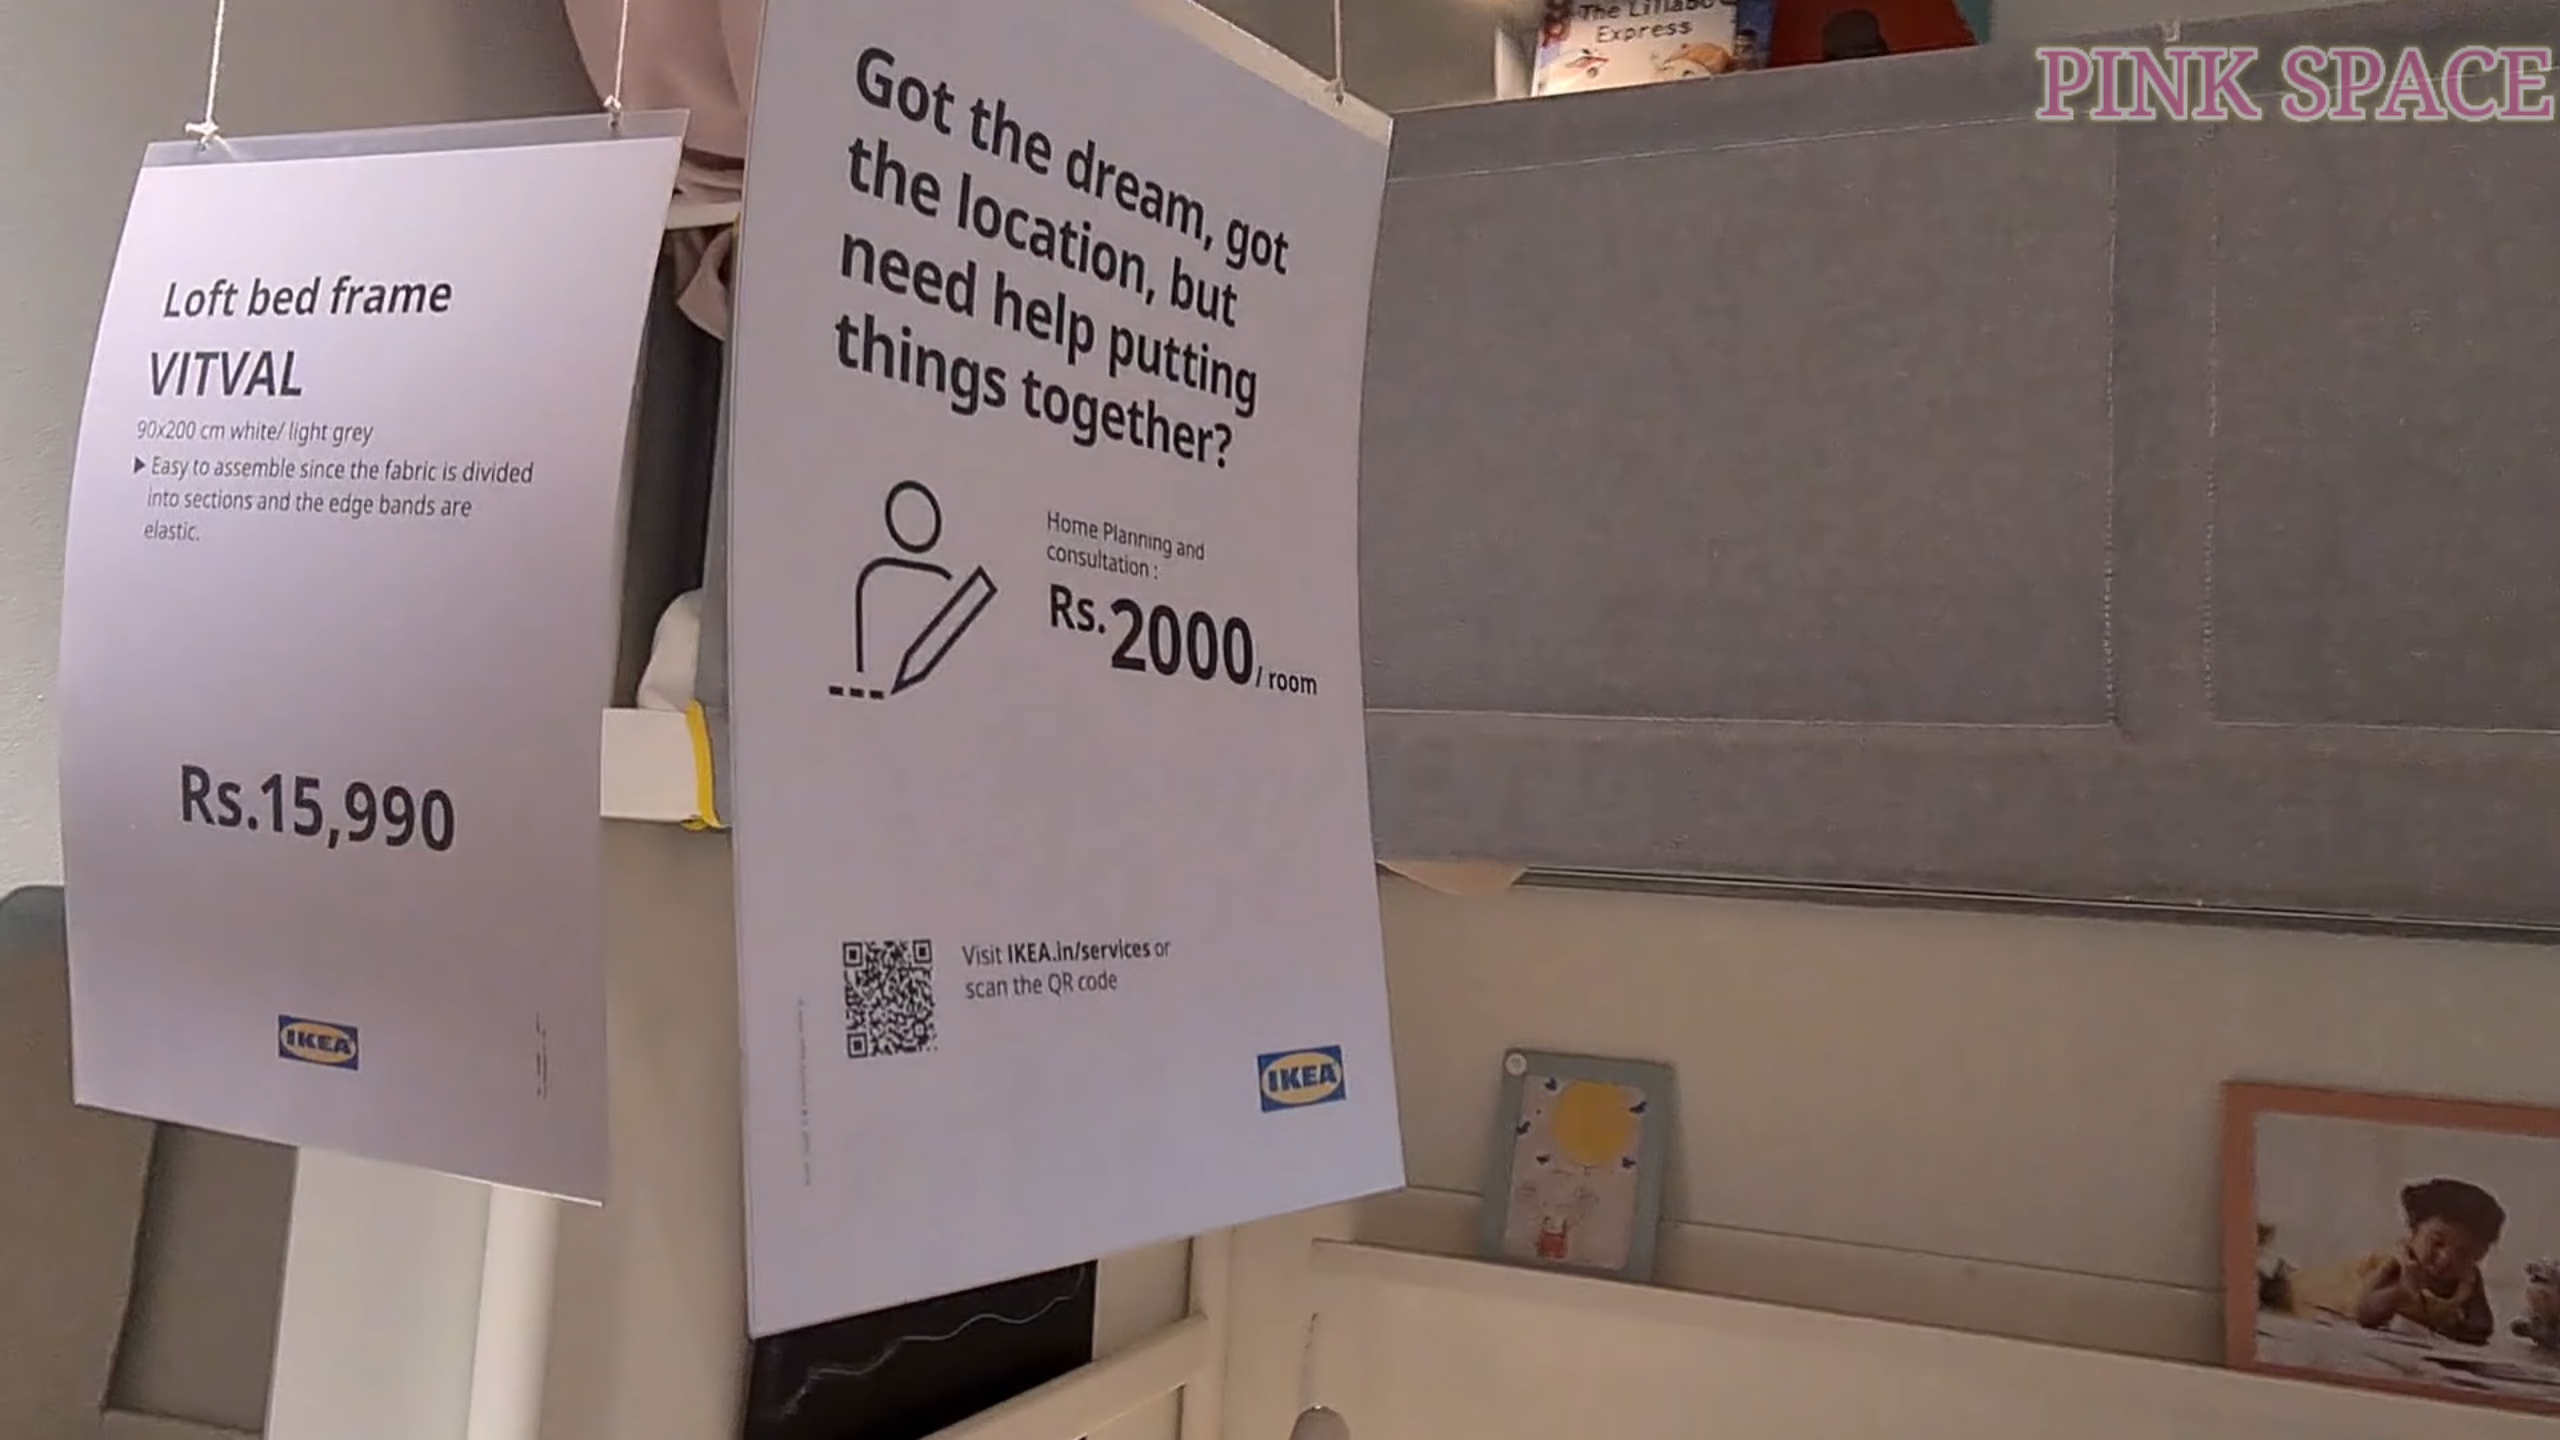 The Lillabo
Express
PINK SPACE
Loft bed frame
VITVAL
90x200 cm white/ light grey
▶ Easy to assemble since the fabric is divided
into sections and the edge bands are
elastic.
Rs.15,990
IKEA
Got the dream, got
the location, but
need help putting
things together?
Home Planning and
consultation :
Rs.2000/ room
Visit IKEA.in/services or
scan the QR code
IKEA